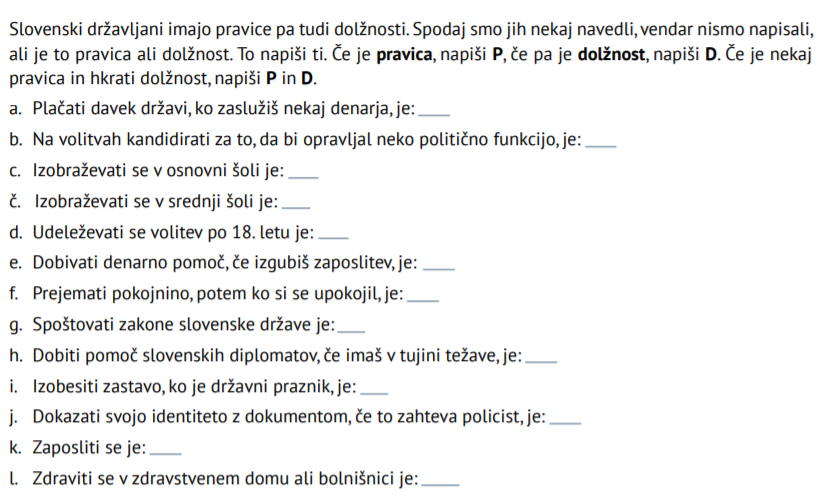 Slovenski državljani imajo pravice pa tudi dolžnosti. Spodaj smo jih nekaj navedli, vendar nismo napisali,
ali je to pravica ali dolžnost. To napiši ti. Če je pravica, napiši P, če pa je dolžnost, napiši D. Če je nekaj
pravica in hkrati dolžnost, napiši P in D.
a. Plačati davek državi, ko zaslužiš nekaj denarja, je: ____
b. Na volitvah kandidirati za to, da bi opravljal neko politično funkcijo, je: ____
c. Izobraževati se v osnovni šoli je: ____
č. Izobraževati se v srednji šoli je: ____
d. Udeleževati se volitev po 18. letu je: ____
e. Dobivati denarno pomoč, če izgubiš zaposlitev, je: ____
f. Prejemati pokojnino, potem ko si se upokojil, je: ____
g. Spoštovati zakone slovenske države je: ____
h. Dobiti pomoč slovenskih diplomatov, če imaš v tujini težave, je: ____
i. Izobesiti zastavo, ko je državni praznik, je: ____
j. Dokazati svojo identiteto z dokumentom, če to zahteva policist, je: ____
k. Zaposliti se je: ____
l. Zdraviti se v zdravstvenem domu ali bolnišnici je: ____